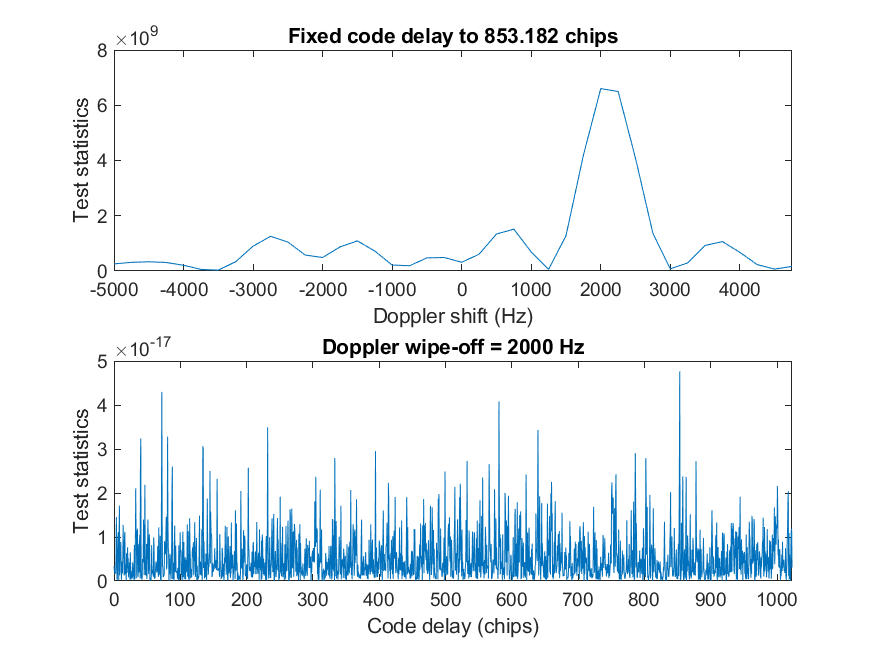 ×10^9
Fixed code delay to 853.182 chips
8
6
4
2
0
Test statistics
-5000 -4000 -3000 -2000 -1000 0 1000 2000 3000 4000
Doppler shift (Hz)
×10^-17
Doppler wipe-off = 2000 Hz
5
4
3
2
1
0
Test statistics
0 100 200 300 400 500 600 700 800 900 1000
Code delay (chips)